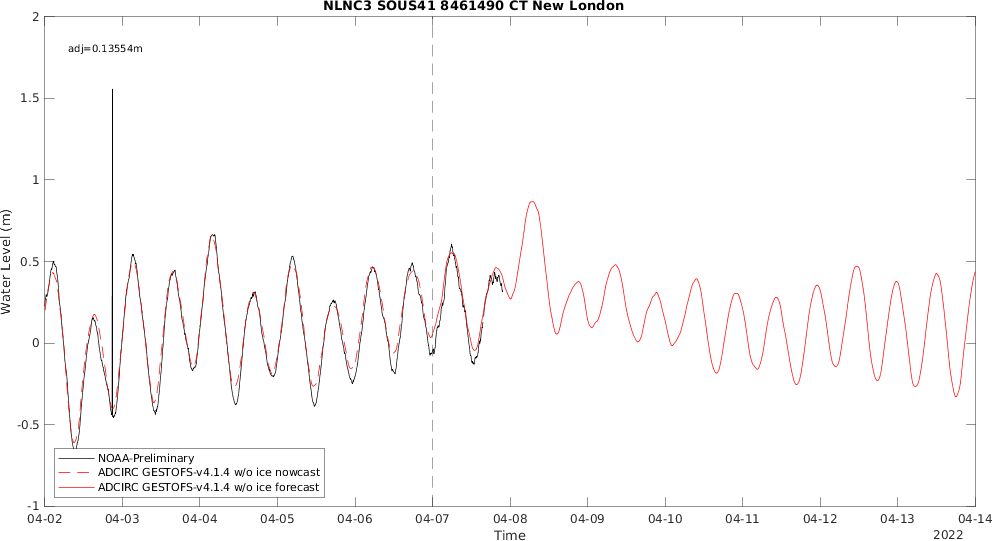 NLNC3 SOUS41 8461490 CT New London
adj=0.13554m
Water Level (m)
2
1.5
1
0.5
0
-0.5
-1
NOAA-Preliminary
ADCIRC GESTOFS-v4.1.4 w/o ice nowcast
ADCIRC GESTOFS-v4.1.4 w/o ice forecast
04-02 04-03 04-04 04-05 04-06 04-07 04-08 04-09 04-10 04-11 04-12 04-13 04-14
Time
2022